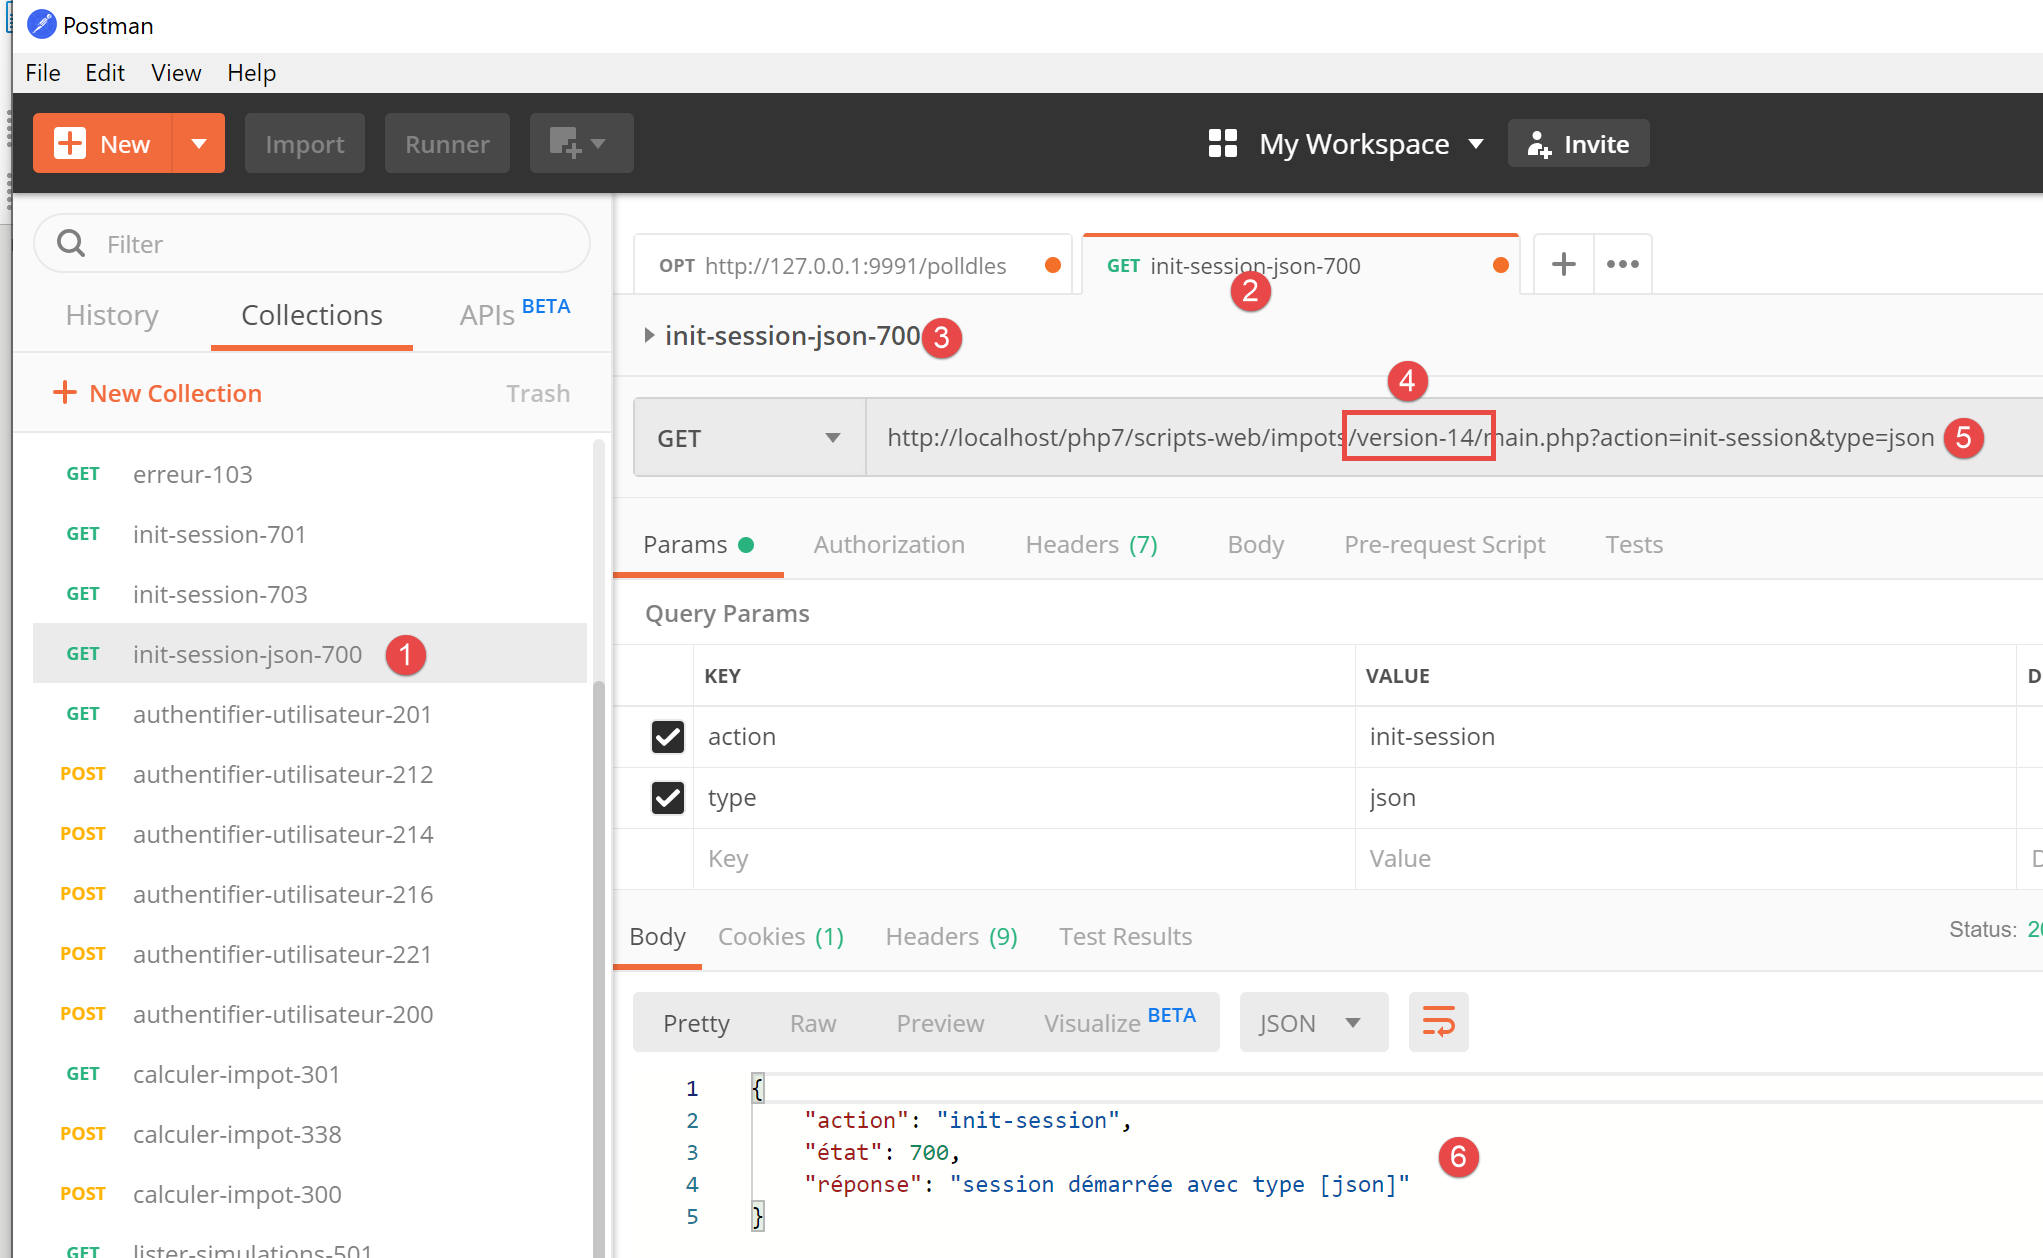 Postman
File Edit View Help
New Import Runner My Workspace Invite
Filter
History Collections APIs BETA
New Collection Trash
GET erreur-103
GET init-session-701
GET init-session-703
GET init-session-json-700 1
GET authentifier-utilisateur-201
POST authentifier-utilisateur-212
POST authentifier-utilisateur-214
POST authentifier-utilisateur-216
POST authentifier-utilisateur-221
POST authentifier-utilisateur-200
GET calculer-impot-301
POST calculer-impot-338
POST calculer-impot-300
GET lister-simulations-501
OPT http://127.0.0.1:9991/polldles GET init-session-json-700
2
init-session-json-700 3
4
GET http://localhost/php7/scripts-web/impots/version-14/main.php?action=init-session&type=json 5
Params Authorization Headers (7) Body Pre-request Script Tests
Query Params
KEY VALUE D
action init-session
type json
Key Value D
Body Cookies (1) Headers (9) Test Results Status: 20
Pretty Raw Preview Visualize BETA JSON
1 {
2 "action": "init-session",
3 "état": 700,
6
4 "réponse": "session démarrée avec type [json]"
5 }